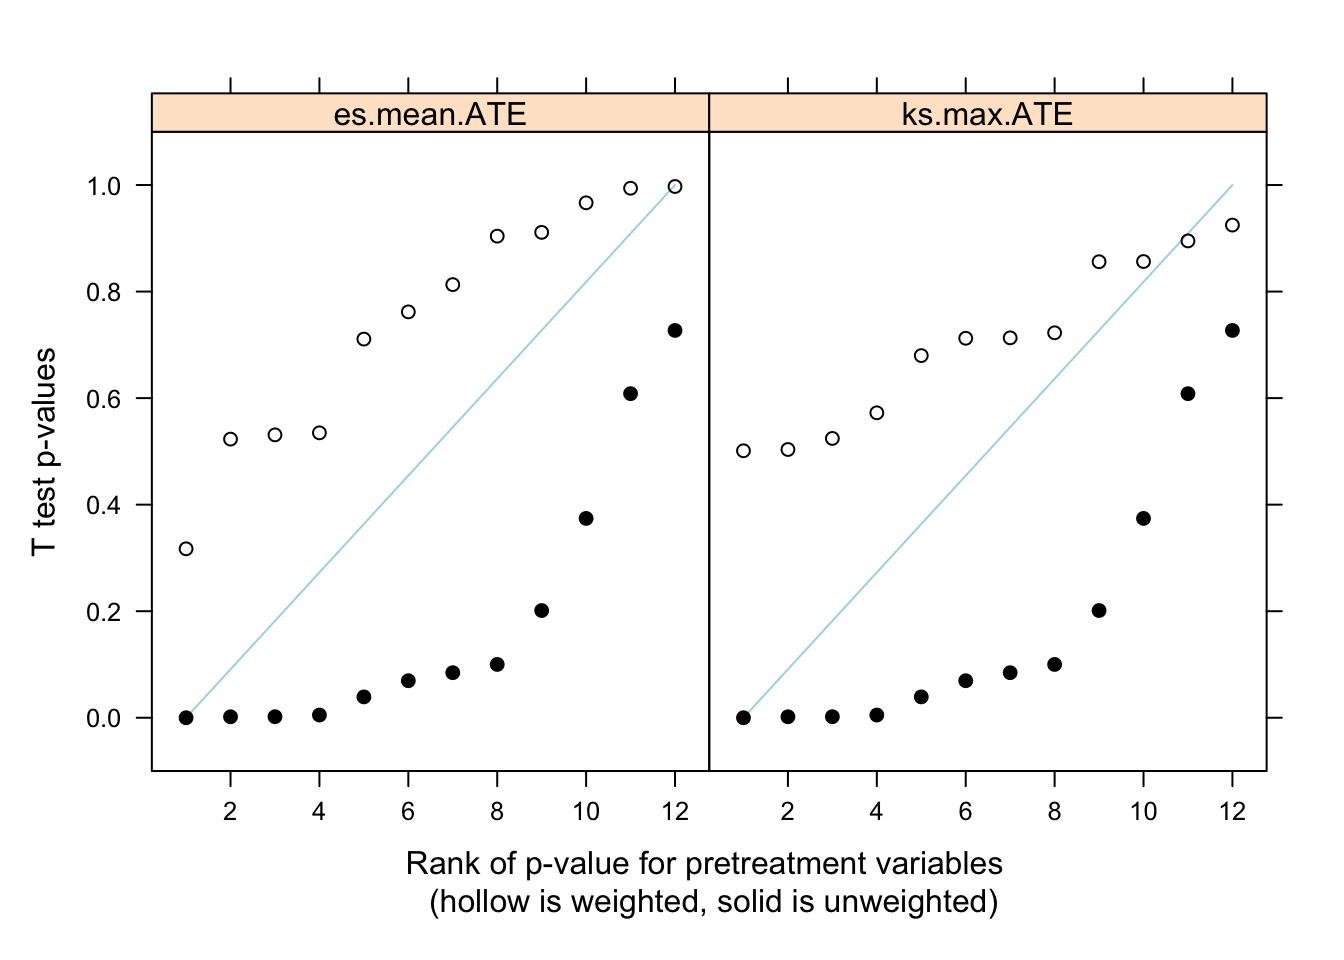 es.mean.ATE
ks.max.ATE
1.0
0.8
0.6
0.4
0.2
0.0
T test p-values
2 4 6 8 10 12
2 4 6 8 10 12
Rank of p-value for pretreatment variables
(hollow is weighted, solid is unweighted)